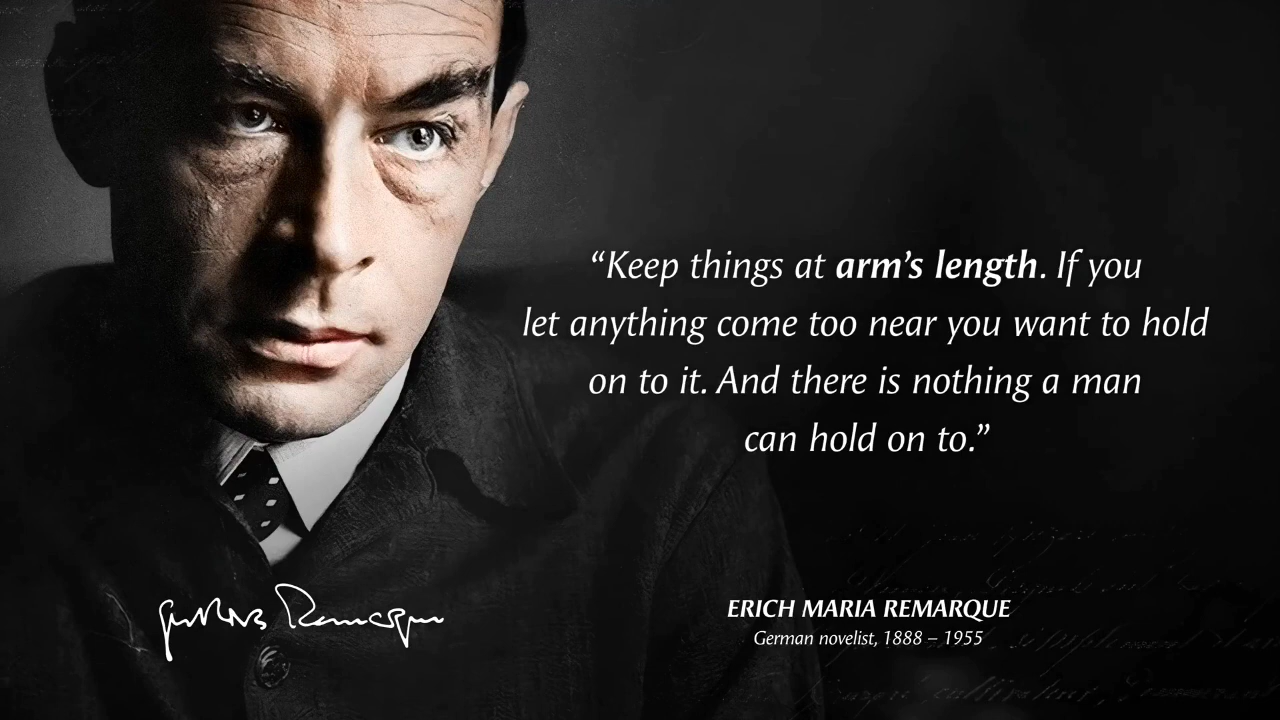 “Keep things at arm’s length. If you
let anything come too near you want to hold
on to it. And there is nothing a man
can hold on to.”
Remarque
ERICH MARIA REMARQUE
German novelist, 1888 – 1955